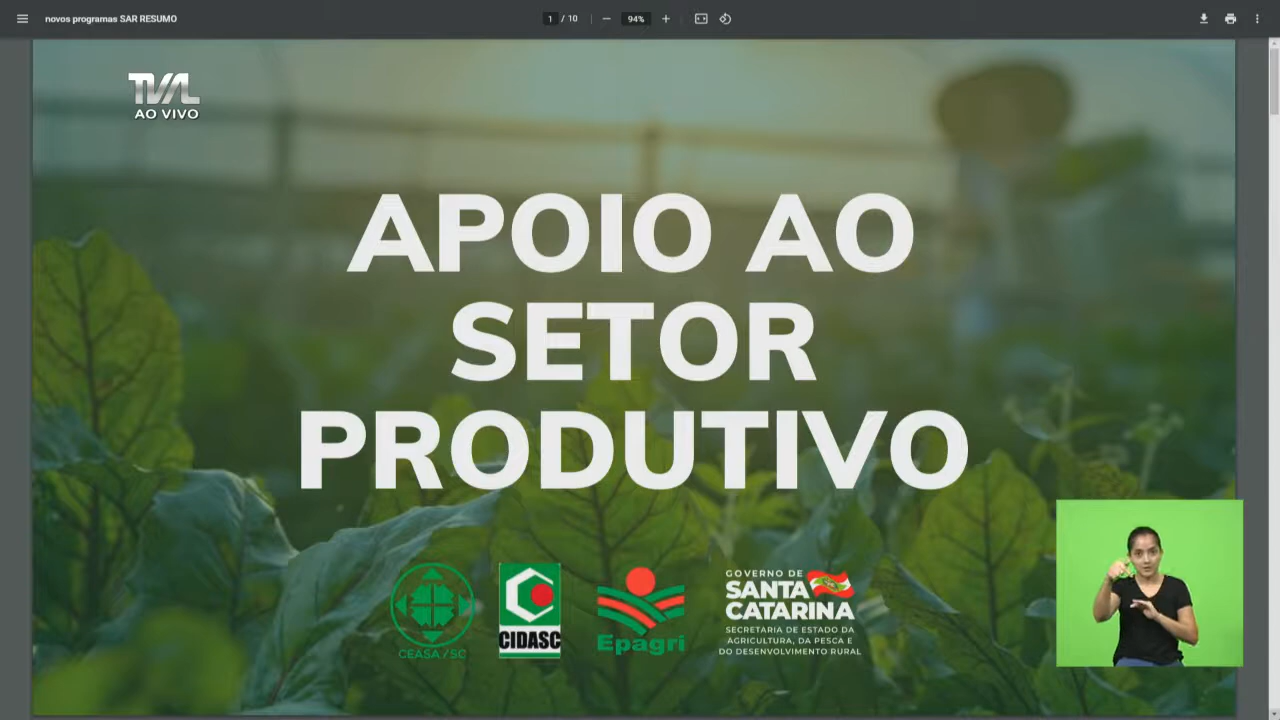 novos programas SAR RESUMO
1 / 10
94%
TVAL
AO VIVO
APOIO AO
SETOR
PRODUTIVO
CEASA/SC
CIDASC
Epagri
GOVERNO DE
SANTA
CATARINA
SECRETARIA DE ESTADO DA
AGRICULTURA, DA PESCA E
DO DESENVOLVIMENTO RURAL